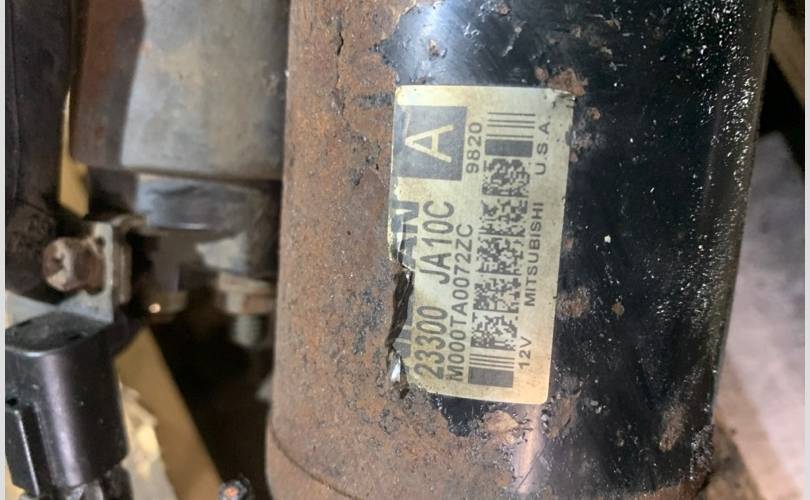 A
23300 JA10C
M000TA0072ZC 9820
12V MITSUBISHI U.S.A.